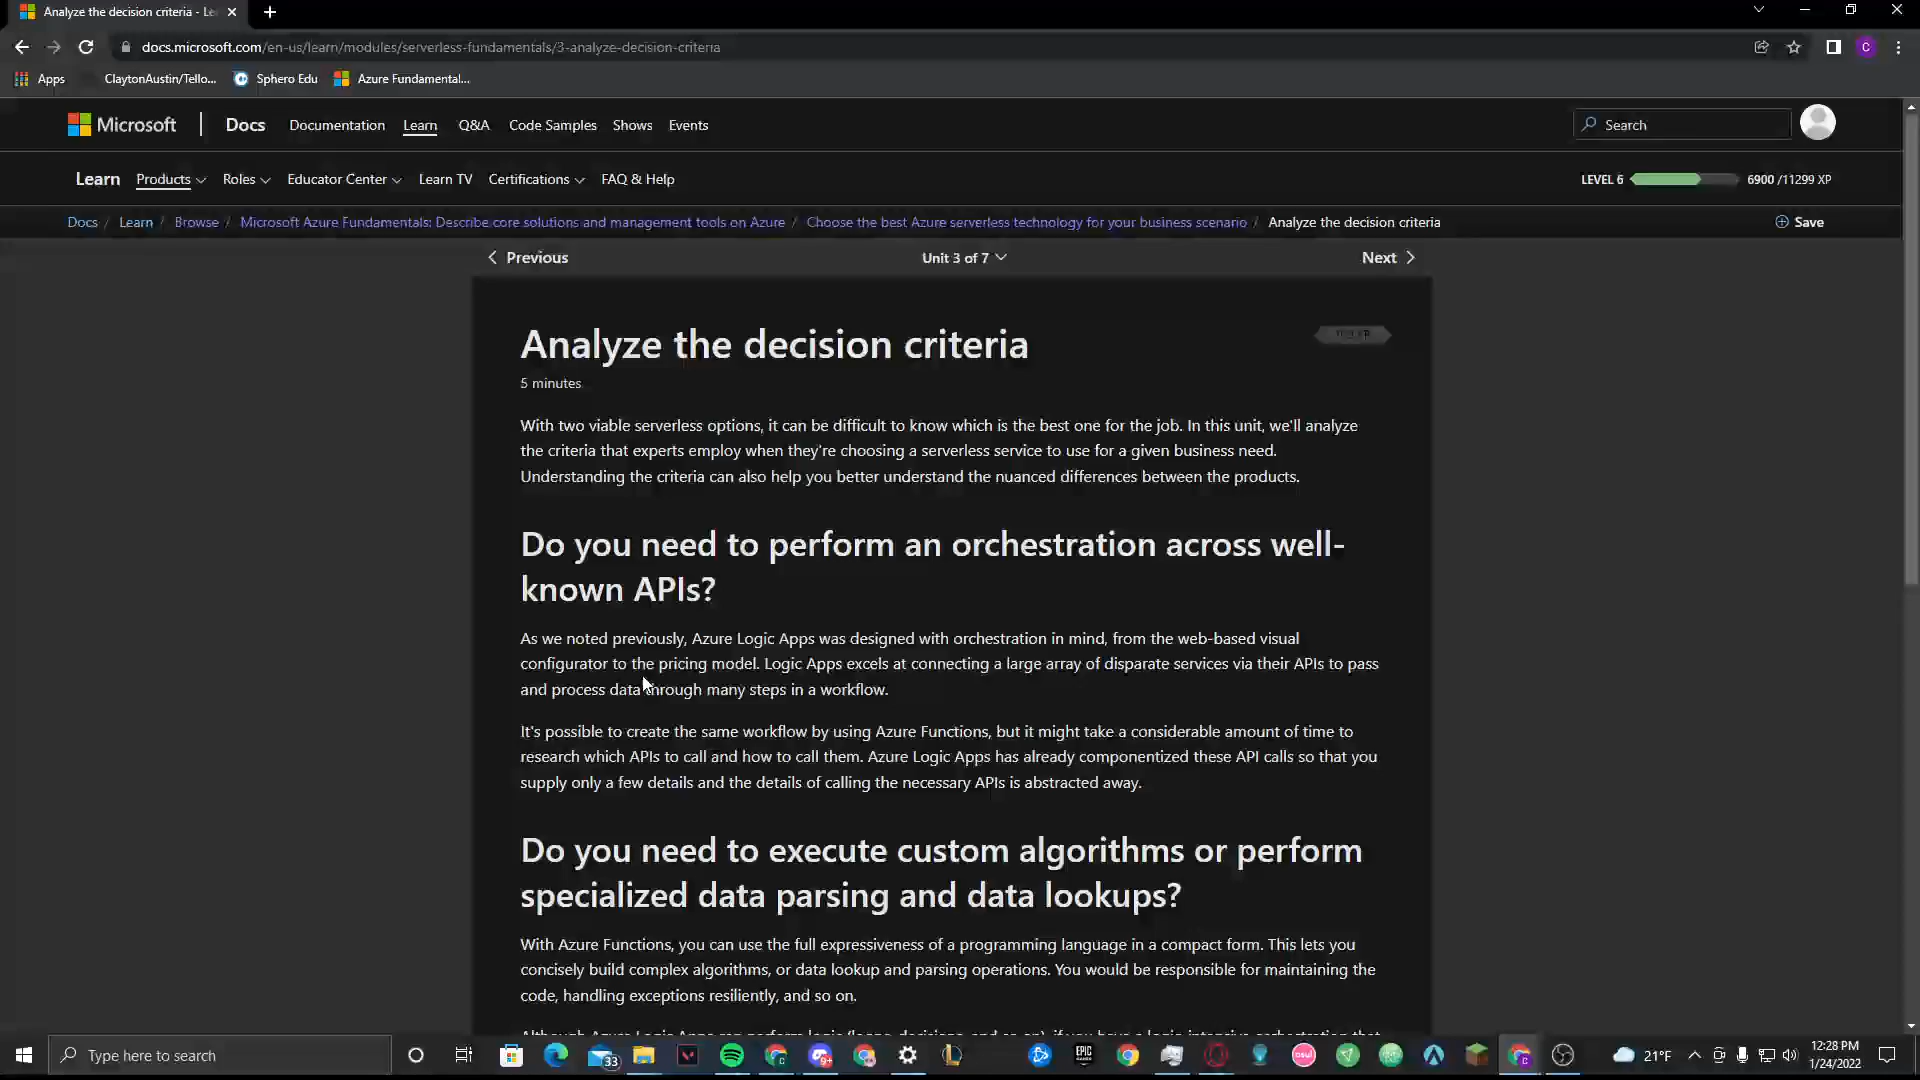 Analyze the decision criteria - Le
docs.microsoft.com/en-us/learn/modules/serverless-fundamentals/3-analyze-decision-criteria
C
Apps
ClaytonAustin/Tello...
Sphero Edu
Azure Fundamental...
Microsoft
Docs
Documentation
Learn
Q&A
Code Samples
Shows
Events
Search
Learn
Products
Roles
Educator Center
Learn TV
Certifications
FAQ & Help
LEVEL 6
6900 /11299 XP
Docs / Learn / Browse / Microsoft Azure Fundamentals: Describe core solutions and management tools on Azure / Choose the best Azure serverless technology for your business scenario / Analyze the decision criteria
Save
Previous
Unit 3 of 7
Next
Analyze the decision criteria
5 minutes
With two viable serverless options, it can be difficult to know which is the best one for the job. In this unit, we'll analyze
the criteria that experts employ when they're choosing a serverless service to use for a given business need.
Understanding the criteria can also help you better understand the nuanced differences between the products.
Do you need to perform an orchestration across well-
known APIs?
As we noted previously, Azure Logic Apps was designed with orchestration in mind, from the web-based visual
configurator to the pricing model. Logic Apps excels at connecting a large array of disparate services via their APIs to pass
and process data through many steps in a workflow.
It's possible to create the same workflow by using Azure Functions, but it might take a considerable amount of time to
research which APIs to call and how to call them. Azure Logic Apps has already componentized these API calls so that you
supply only a few details and the details of calling the necessary APIs is abstracted away.
Do you need to execute custom algorithms or perform
specialized data parsing and data lookups?
With Azure Functions, you can use the full expressiveness of a programming language in a compact form. This lets you
concisely build complex algorithms, or data lookup and parsing operations. You would be responsible for maintaining the
code, handling exceptions resiliently, and so on.
Although Azure Logic Apps can perform logic (loops, decisions, and so on), if you have a logic-intensive orchestration that
Type here to search
33
9+
EPIC
GAMES
osu!
C
21°F
12:28 PM
1/24/2022